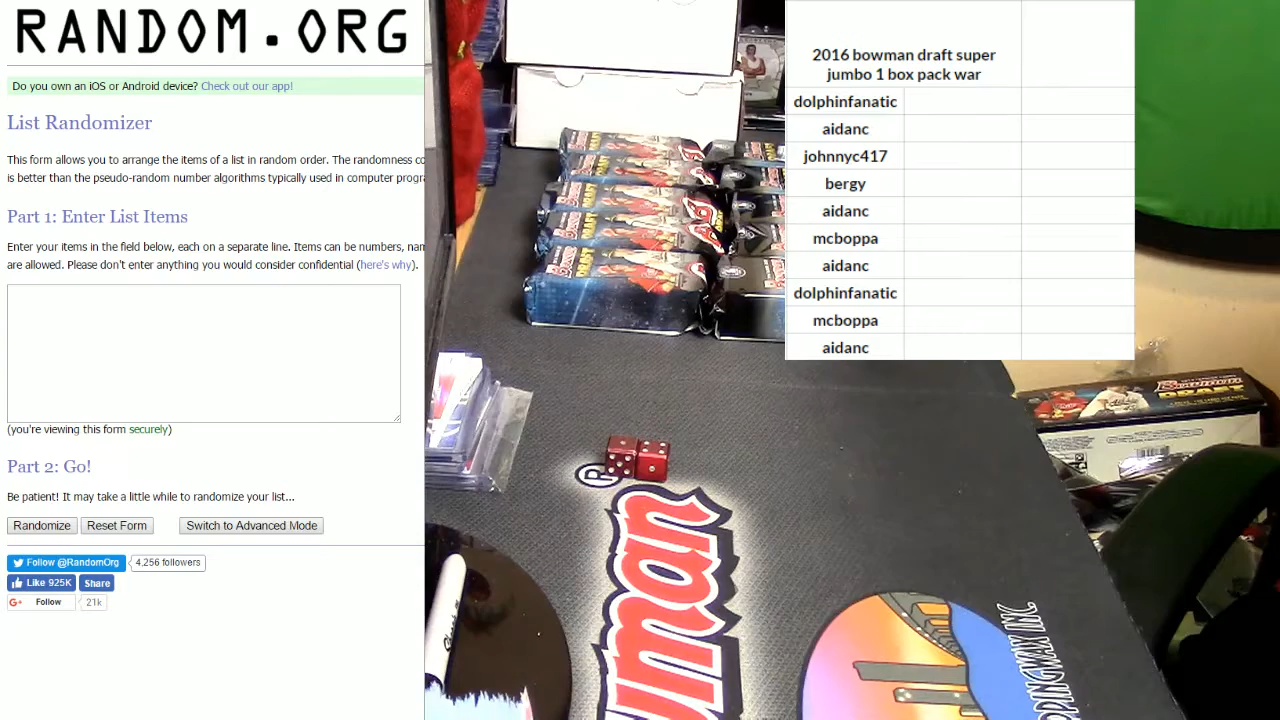 RANDOM.ORG
Do you own an iOS or Android device? Check out our app!
List Randomizer
This form allows you to arrange the items of a list in random order. The randomness co
is better than the pseudo-random number algorithms typically used in computer progra
Part 1: Enter List Items
Enter your items in the field below, each on a separate line. Items can be numbers, nam
are allowed. Please don't enter anything you would consider confidential (here's why).
(you're viewing this form securely)
Part 2: Go!
Be patient! It may take a little while to randomize your list...
Randomize
Reset Form
Switch to Advanced Mode
Follow @RandomOrg
4,256 followers
Like 925K
Share
Follow
21k
2016 bowman draft super
jumbo 1 box pack war
dolphinfanatic
aidanc
johnnyc417
bergy
aidanc
mcboppa
aidanc
dolphinfanatic
mcboppa
aidanc
Bowman
DRAFT
®
wman
PPINGWAX INC.
Bowman
DRAFT